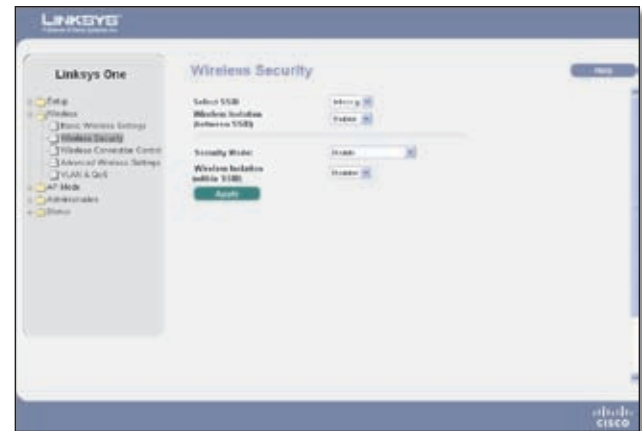 LINKSYS
Linksys One
Setup
Wireless
Basic Wireless Settings
Wireless Security
Wireless Connection Control
Advanced Wireless Settings
VLAN & QoS
AP Mode
Administration
Status
Wireless Security
Help
Select SSID
Wireless Isolation
(between SSID)
Security Mode:
Wireless Isolation
(within SSID)
Apply
CISCO